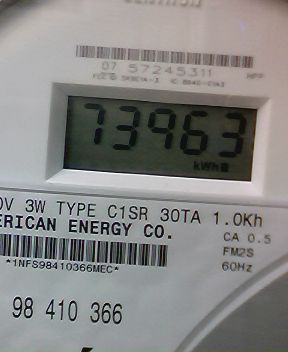 07 57245311
HPP
73963
kWh
0V 3W TYPE C1SR 30TA 1.0Kh
ERICAN ENERGY CO.
CA 0.5
FM2S
60Hz
*1NFS98410366MEC*
98 410 366